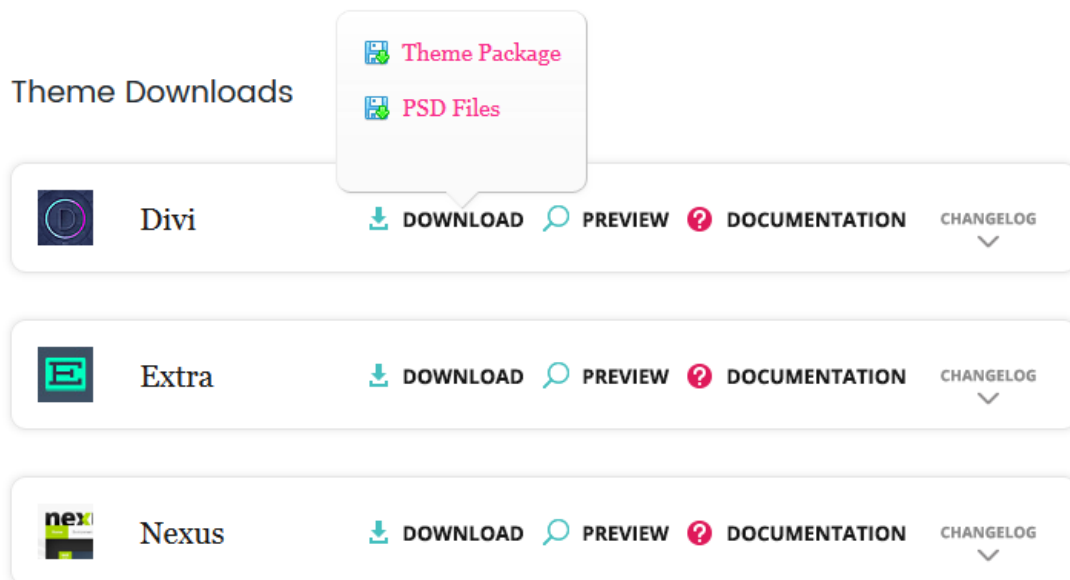 Theme Package
Theme Downloads
PSD Files
D
Divi DOWNLOAD PREVIEW ? DOCUMENTATION CHANGELOG
E
Extra DOWNLOAD PREVIEW ? DOCUMENTATION CHANGELOG
nex
Nexus DOWNLOAD PREVIEW ? DOCUMENTATION CHANGELOG